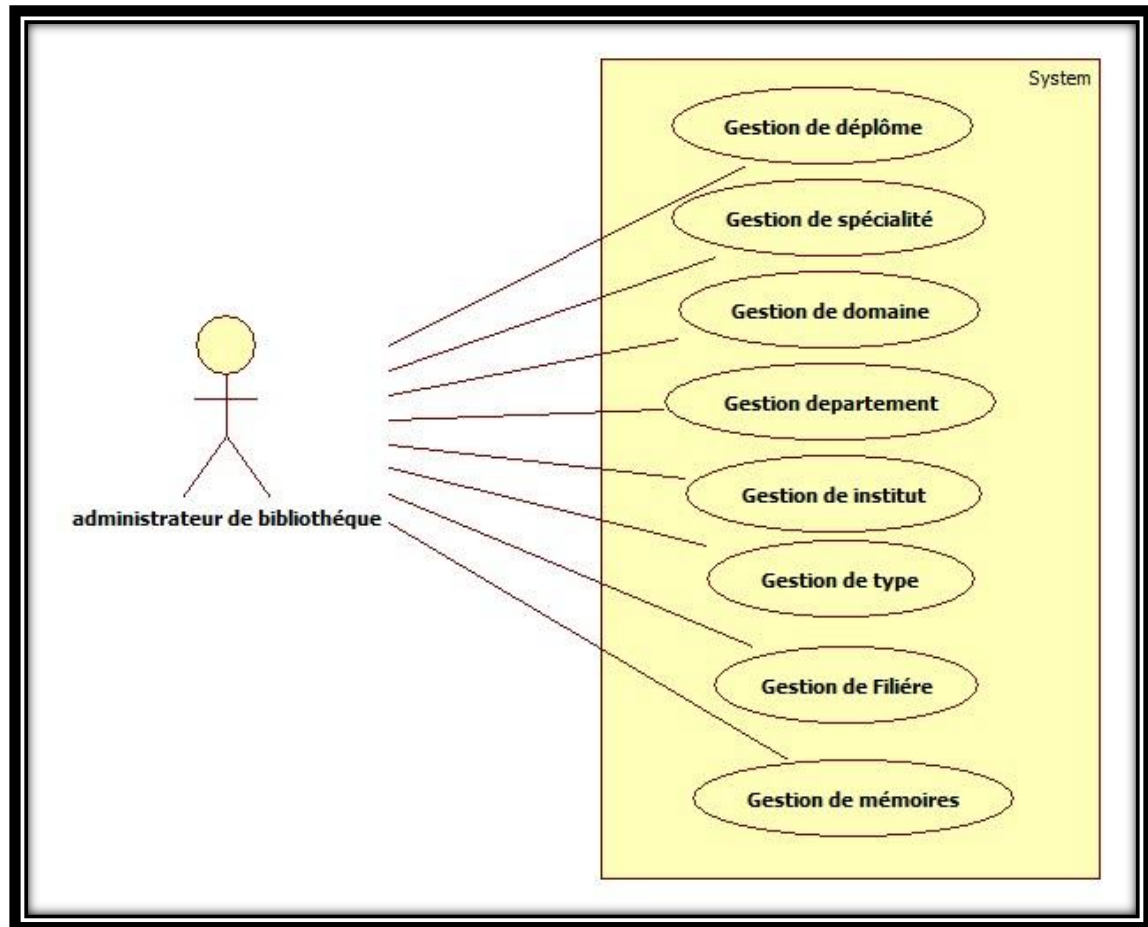 System
Gestion de déplôme
Gestion de spécialité
Gestion de domaine
Gestion departement
Gestion de institut
administrateur de bibliothéque
Gestion de type
Gestion de Filiére
Gestion de mémoires